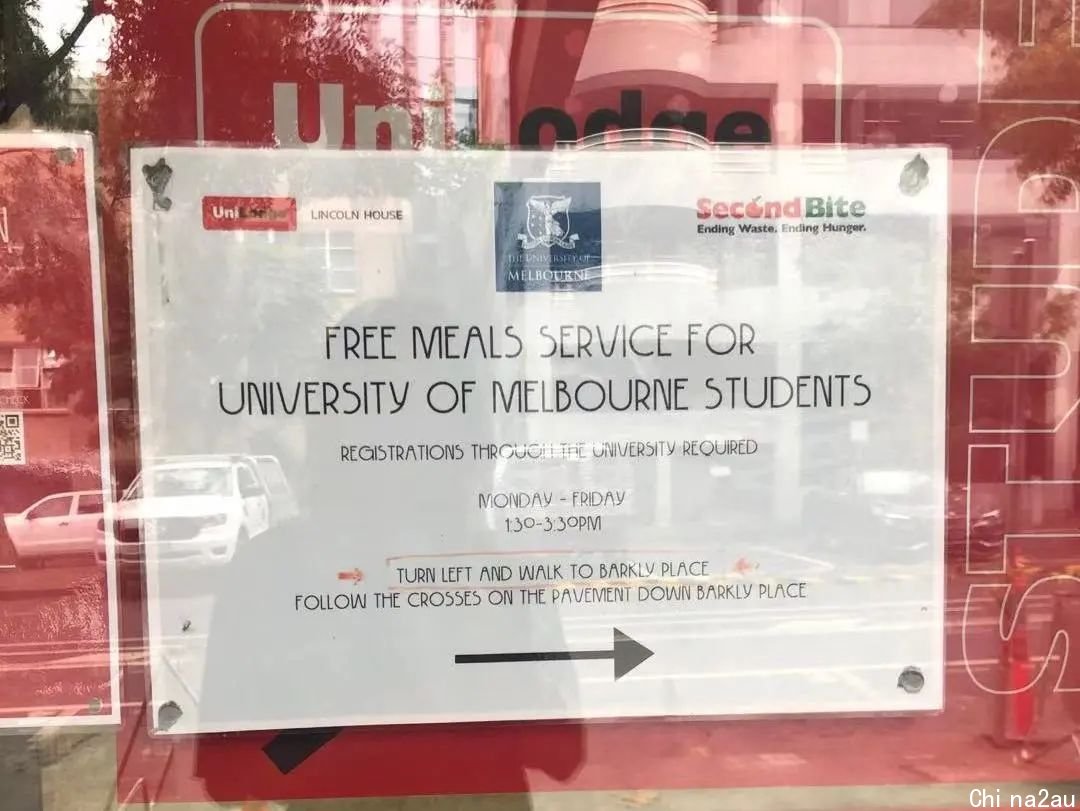 UniLodge
UniLodge LINCOLN HOUSE
THE UNIVERSITY OF
MELBOURNE
SecondBite
Ending Waste. Ending Hunger.
FREE MEALS SERVICE FOR
UNIVERSITY OF MELBOURNE STUDENTS
REGISTRATIONS THROUGH THE UNIVERSITY REQUIRED
MONDAY - FRIDAY
1:30-3:30PM
TURN LEFT AND WALK TO BARKLY PLACE
FOLLOW THE CROSSES ON THE PAVEMENT DOWN BARKLY PLACE
Chi na2au